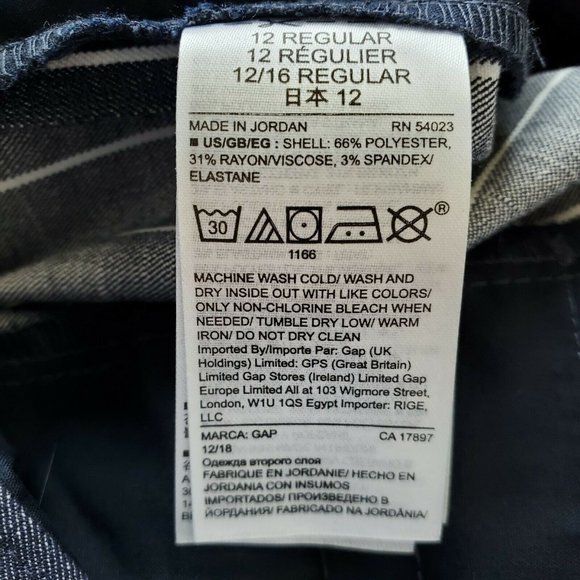 12 REGULAR
12 RÉGULIER
12/16 REGULAR
日本 12
MADE IN JORDAN RN 54023
■ US/GB/EG : SHELL: 66% POLYESTER,
31% RAYON/VISCOSE, 3% SPANDEX/
ELASTANE
30
®
1166
MACHINE WASH COLD/ WASH AND
DRY INSIDE OUT WITH LIKE COLORS/
ONLY NON-CHLORINE BLEACH WHEN
NEEDED/ TUMBLE DRY LOW/ WARM
IRON/ DO NOT DRY CLEAN
Imported By/Importe Par: Gap (UK
Holdings) Limited: GPS (Great Britain)
Limited Gap Stores (Ireland) Limited Gap
Europe Limited All at 103 Wigmore Street,
London, W1U 1QS Egypt Importer: RIGE,
LLC
MARCA: GAP CA 17897
12/18
Одежда второго слоя
FABRIQUE EN JORDANIE/ HECHO EN
JORDANIA CON INSUMOS
IMPORTADOS/ ПРОИЗВЕДЕНО В
ЙОРДАНИИ/ FABRICADO NA JORDÂNIA/